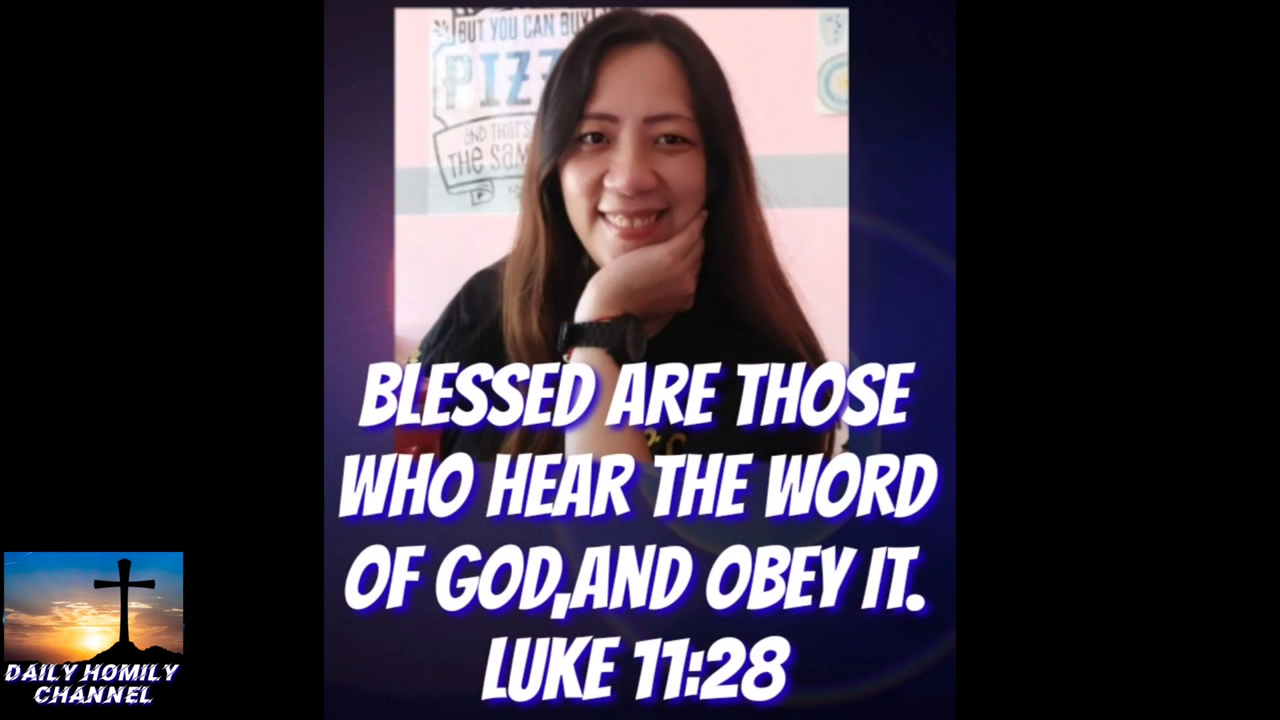 BUT YOU CAN BUY
PIZZ
AND THAT'S
THE SAM
BLESSED ARE THOSE
WHO HEAR THE WORD
OF GOD,AND OBEY IT.
LUKE 11:28
DAILY HOMILY
CHANNEL